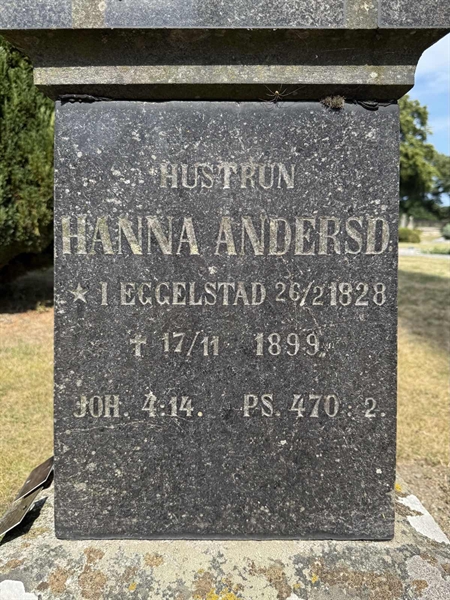 HUSTRUN
HANNA ANDERSD.
* I EGGELSTAD 26/2 1828
† 17/11 1899.
JOH. 4:14. PS. 470: 2.